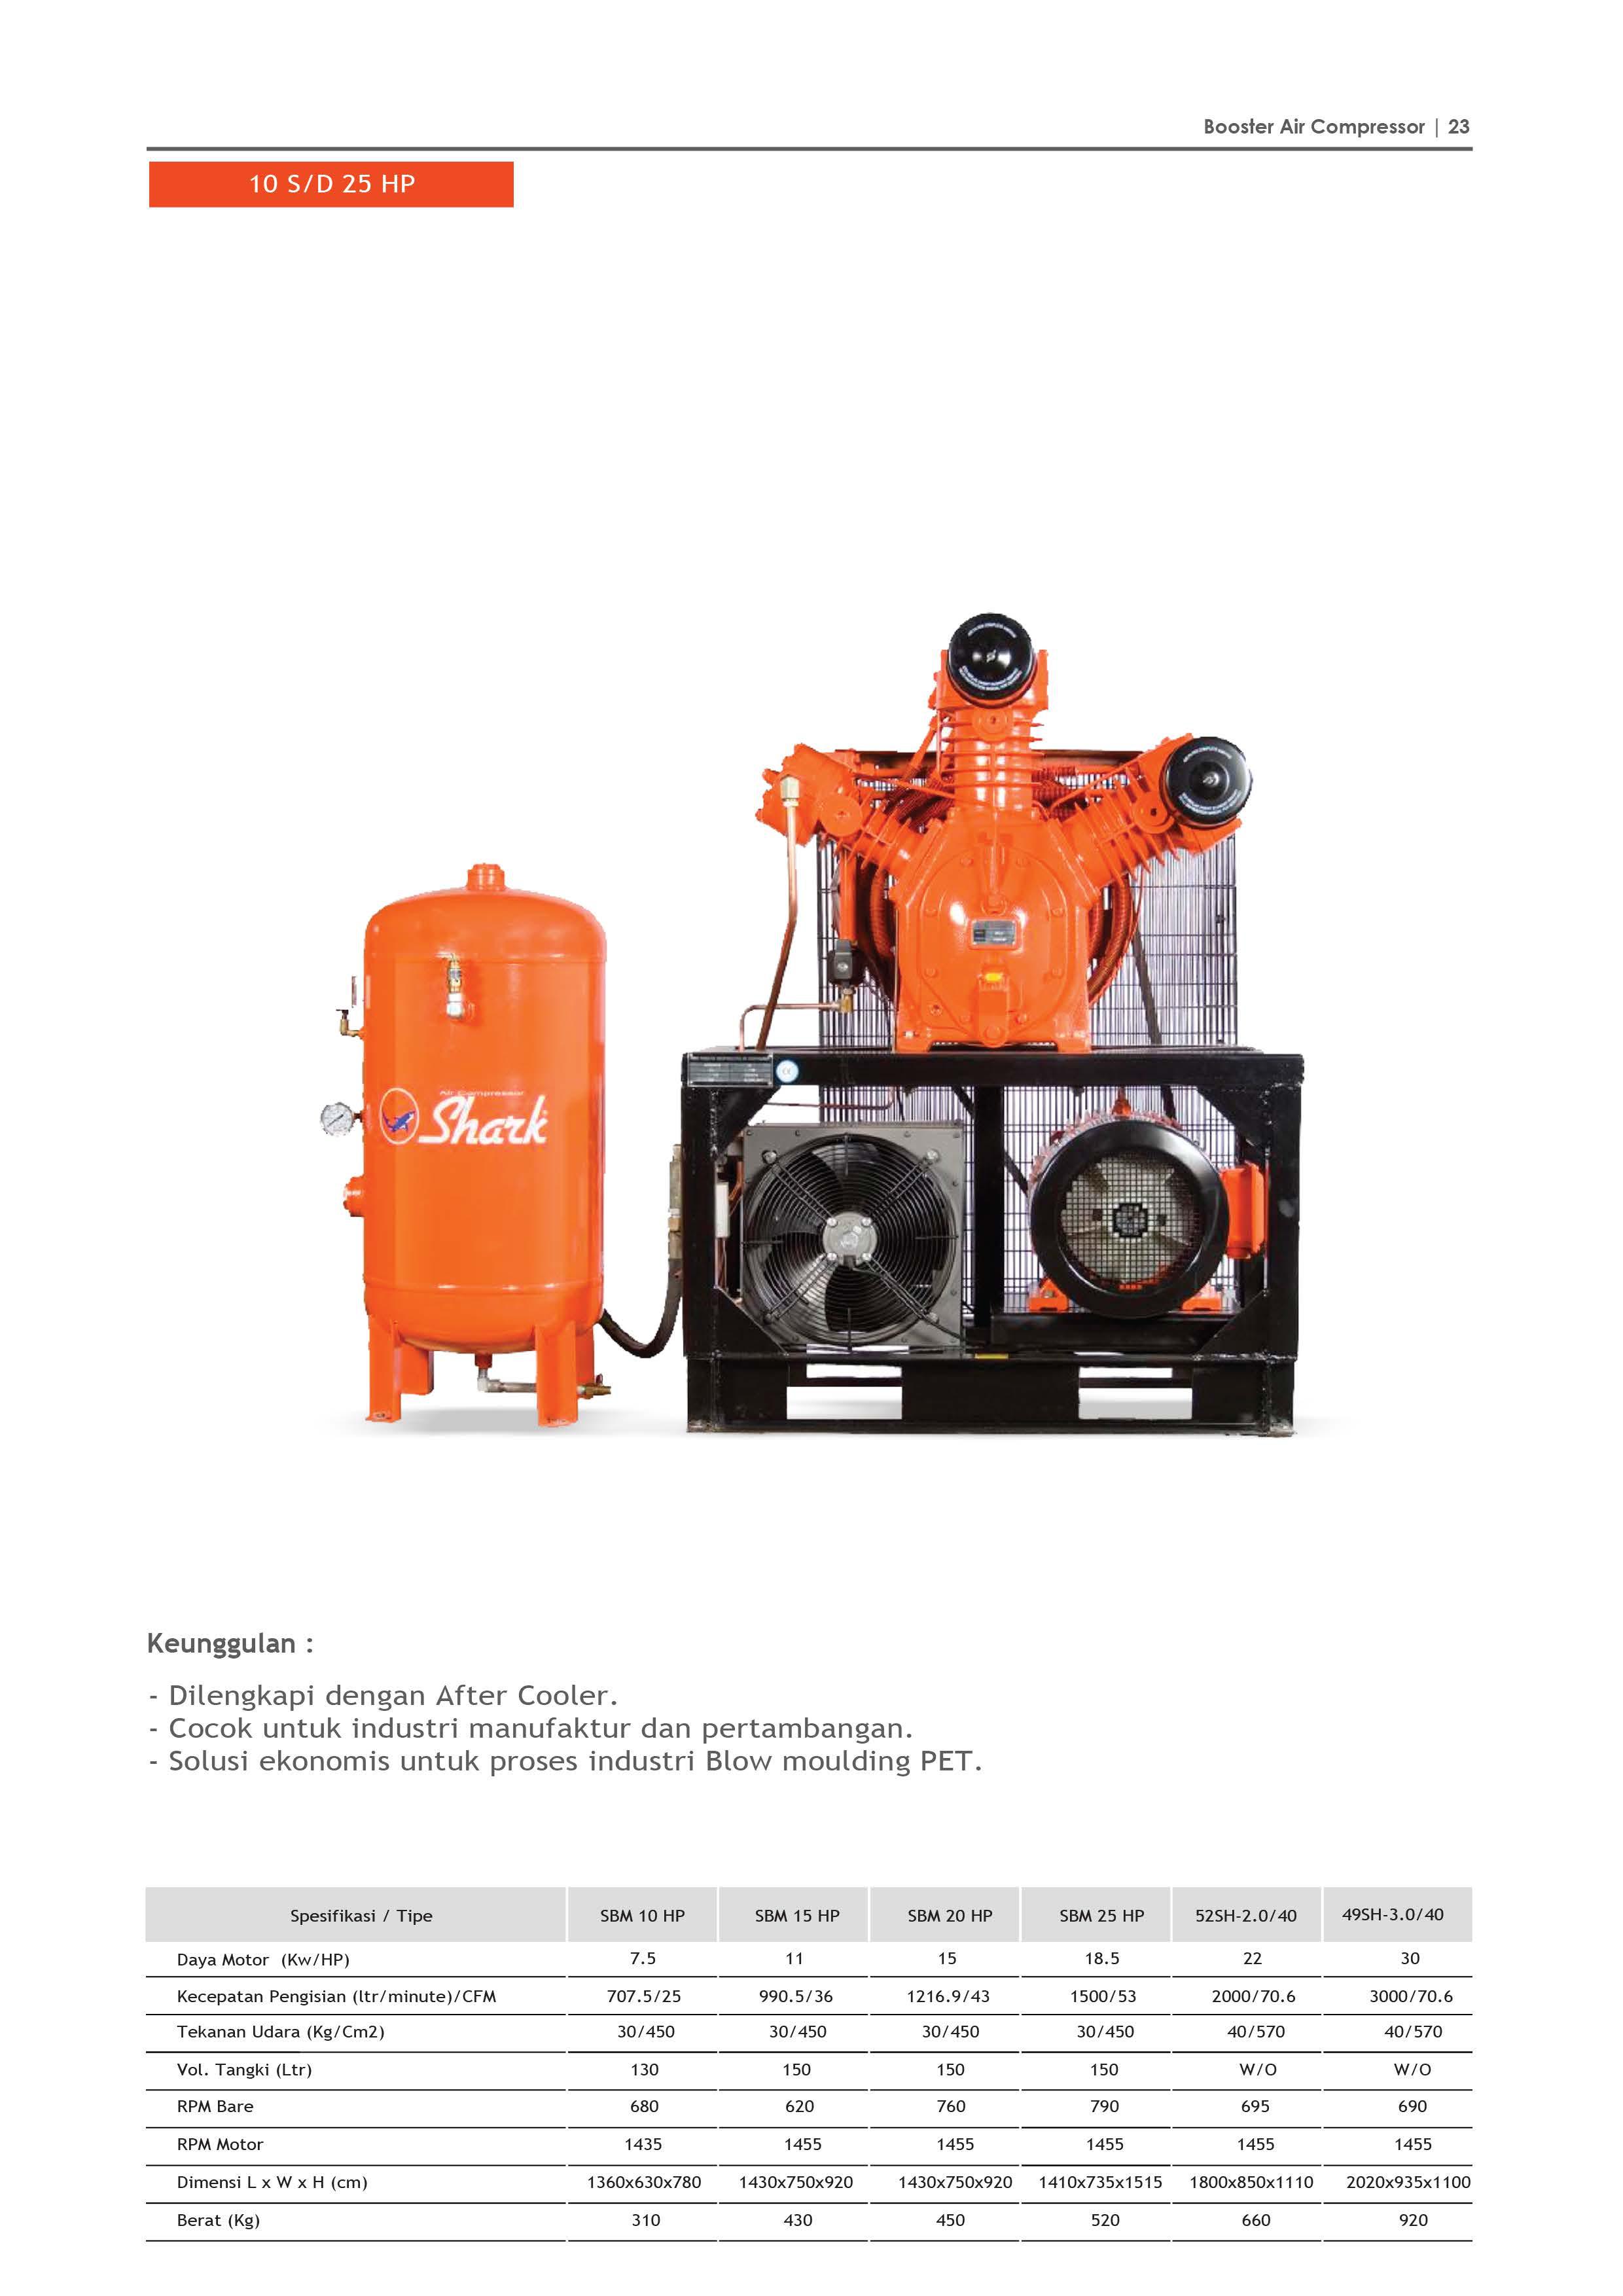 Booster Air Compressor | 23
10 S/D 25 HP
Air Compressor
Shark
Keunggulan :
- Dilengkapi dengan After Cooler.
- Cocok untuk industri manufaktur dan pertambangan.
- Solusi ekonomis untuk proses industri Blow moulding PET.
Spesifikasi / Tipe SBM 10 HP SBM 15 HP SBM 20 HP SBM 25 HP 52SH-2.0/40 49SH-3.0/40
Daya Motor (Kw/HP) 7.5 11 15 18.5 22 30
Kecepatan Pengisian (ltr/minute)/CFM 707.5/25 990.5/36 1216.9/43 1500/53 2000/70.6 3000/70.6
Tekanan Udara (Kg/Cm2) 30/450 30/450 30/450 30/450 40/570 40/570
Vol. Tangki (Ltr) 130 150 150 150 W/O W/O
RPM Bare 680 620 760 790 695 690
RPM Motor 1435 1455 1455 1455 1455 1455
Dimensi L x W x H (cm) 1360x630x780 1430x750x920 1430x750x920 1410x735x1515 1800x850x1110 2020x935x1100
Berat (Kg) 310 430 450 520 660 920